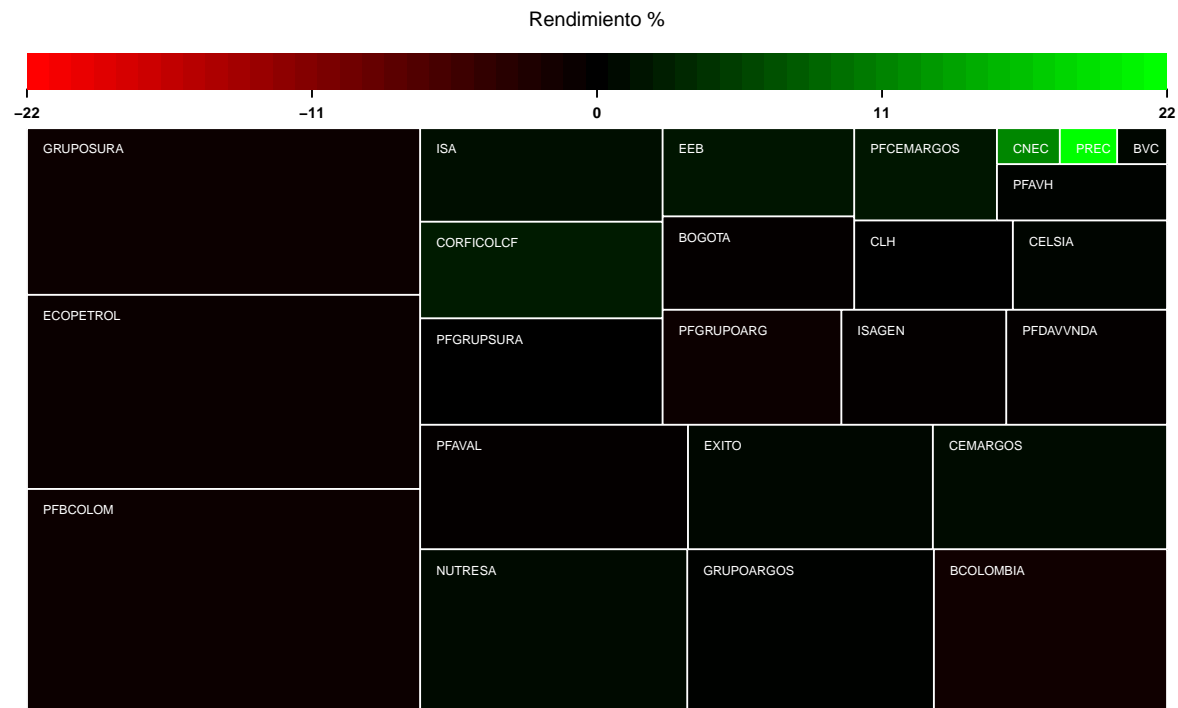 Rendimiento %
−22 −11 0 11 22
GRUPOSURA ISA EEB PFCEMARGOS CNEC PREC BVC
PFAVH
CORFICOLCF BOGOTA CLH CELSIA
ECOPETROL PFGRUPSURA PFGRUPOARG ISAGEN PFDAVVNDA
PFAVAL EXITO CEMARGOS
PFBCOLOM
NUTRESA GRUPOARGOS BCOLOMBIA